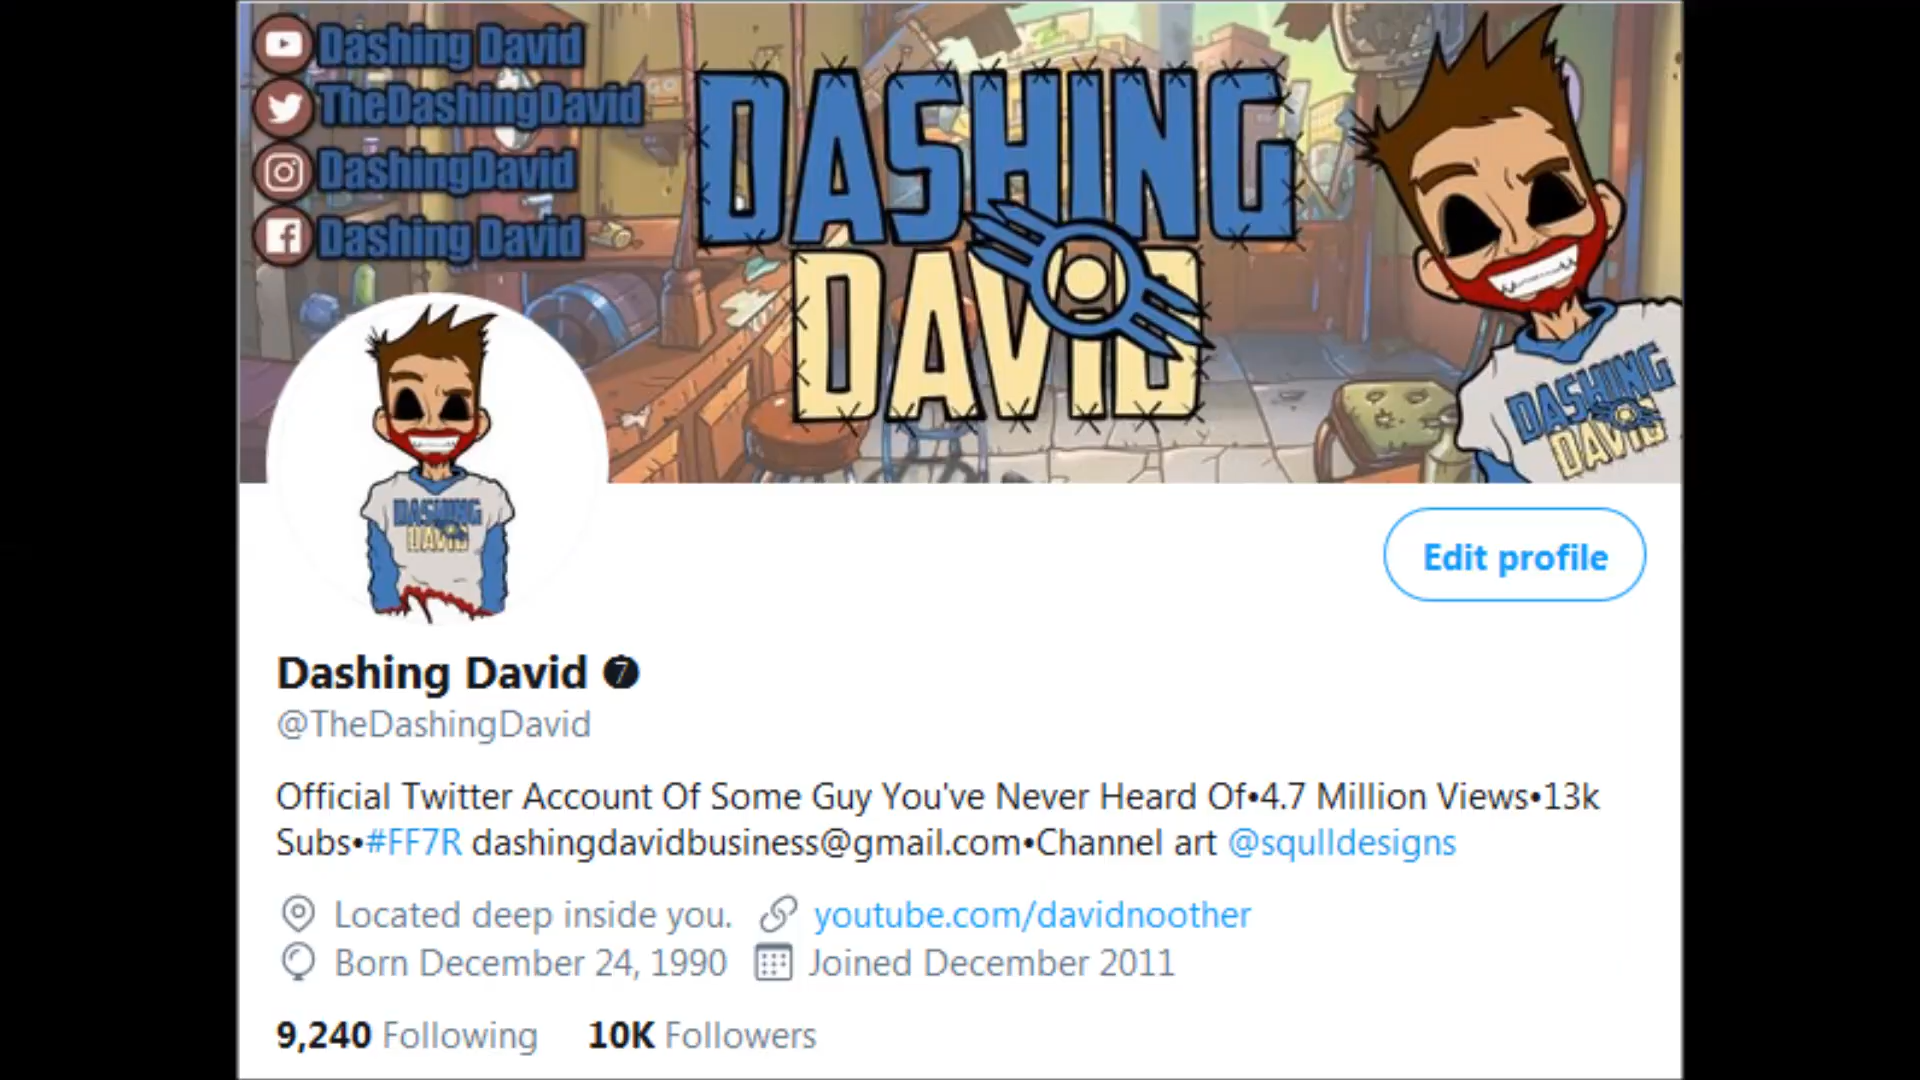 Dashing David
TheDashingDavid
DashingDavid
Dashing David
DASHING
DAVID
DASHING
DAVID
DASHING
DAVID
Edit profile
Dashing David ❼
@TheDashingDavid
Official Twitter Account Of Some Guy You've Never Heard Of•4.7 Million Views•13k
Subs•#FF7R dashingdavidbusiness@gmail.com•Channel art @squlldesigns
Located deep inside you. youtube.com/davidnoother
Born December 24, 1990 Joined December 2011
9,240 Following 10K Followers